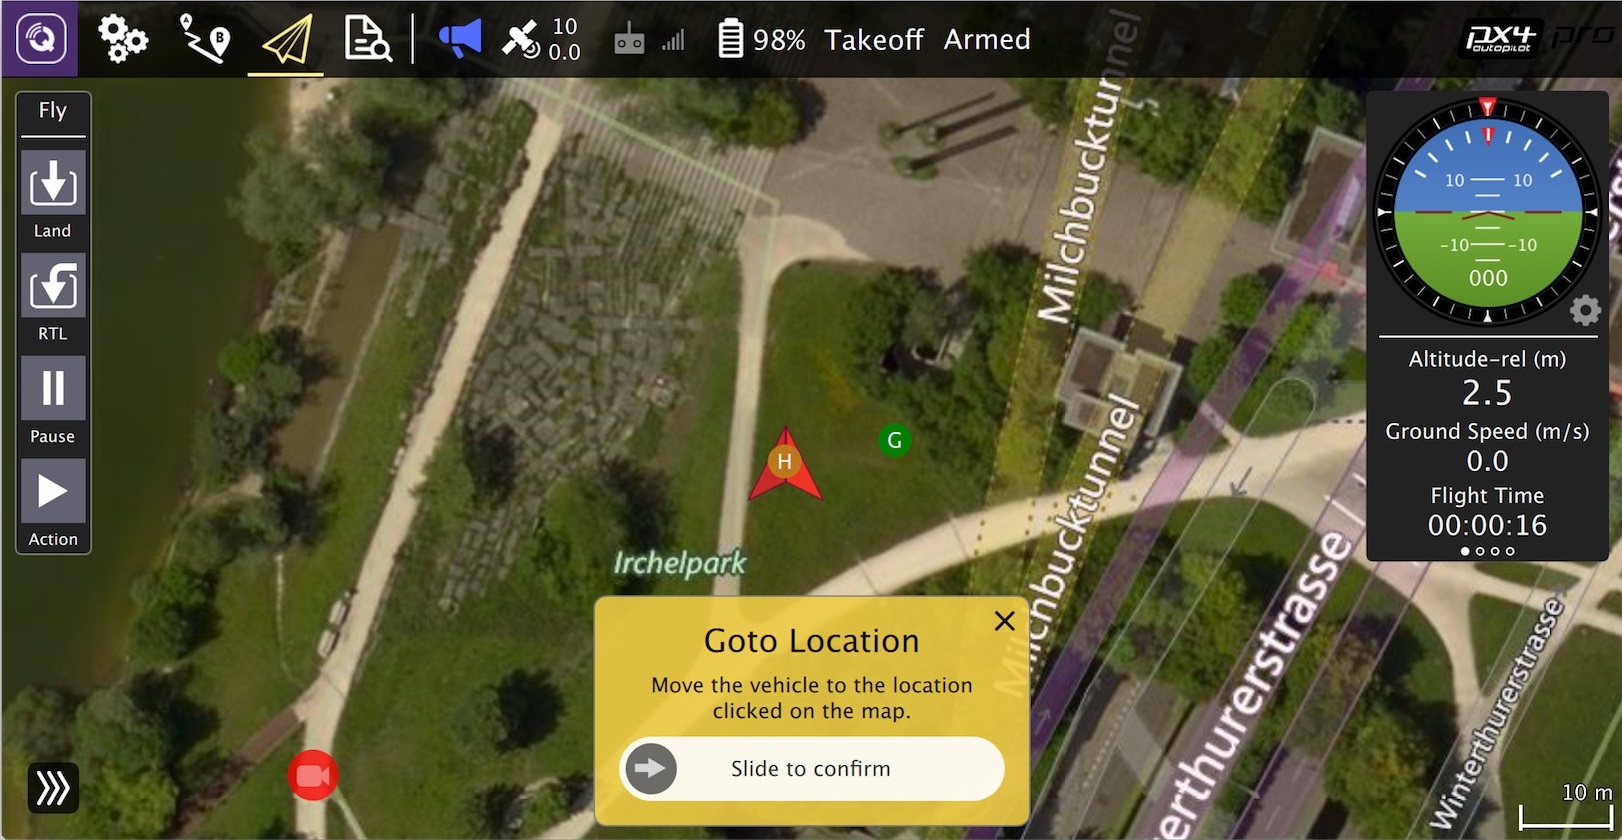 10
0.0
98%
Takeoff
Armed
px4
autopilot
pro
A
B
Fly
Land
RTL
Pause
Action
Milchbucktunnel
Milchbucktunnel
Irchelpark
H
G
10 10
-10 -10
000
Altitude-rel (m)
2.5
Ground Speed (m/s)
0.0
Flight Time
00:00:16
Goto Location
Move the vehicle to the location
clicked on the map.
Slide to confirm
Winterthurerstrasse
10 m